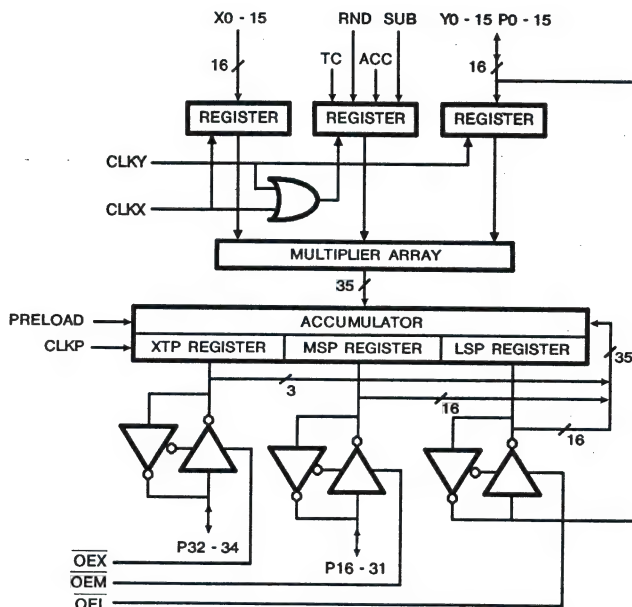 X0 - 15
RND SUB
Y0 - 15 P0 - 15
TC ACC
16
16
REGISTER
REGISTER
REGISTER
CLKY
CLKX
MULTIPLIER ARRAY
35
PRELOAD
ACCUMULATOR
CLKP
XTP REGISTER
MSP REGISTER
LSP REGISTER
35
3
16
16
P32 - 34
P16 - 31
OEX
OEM
OEL